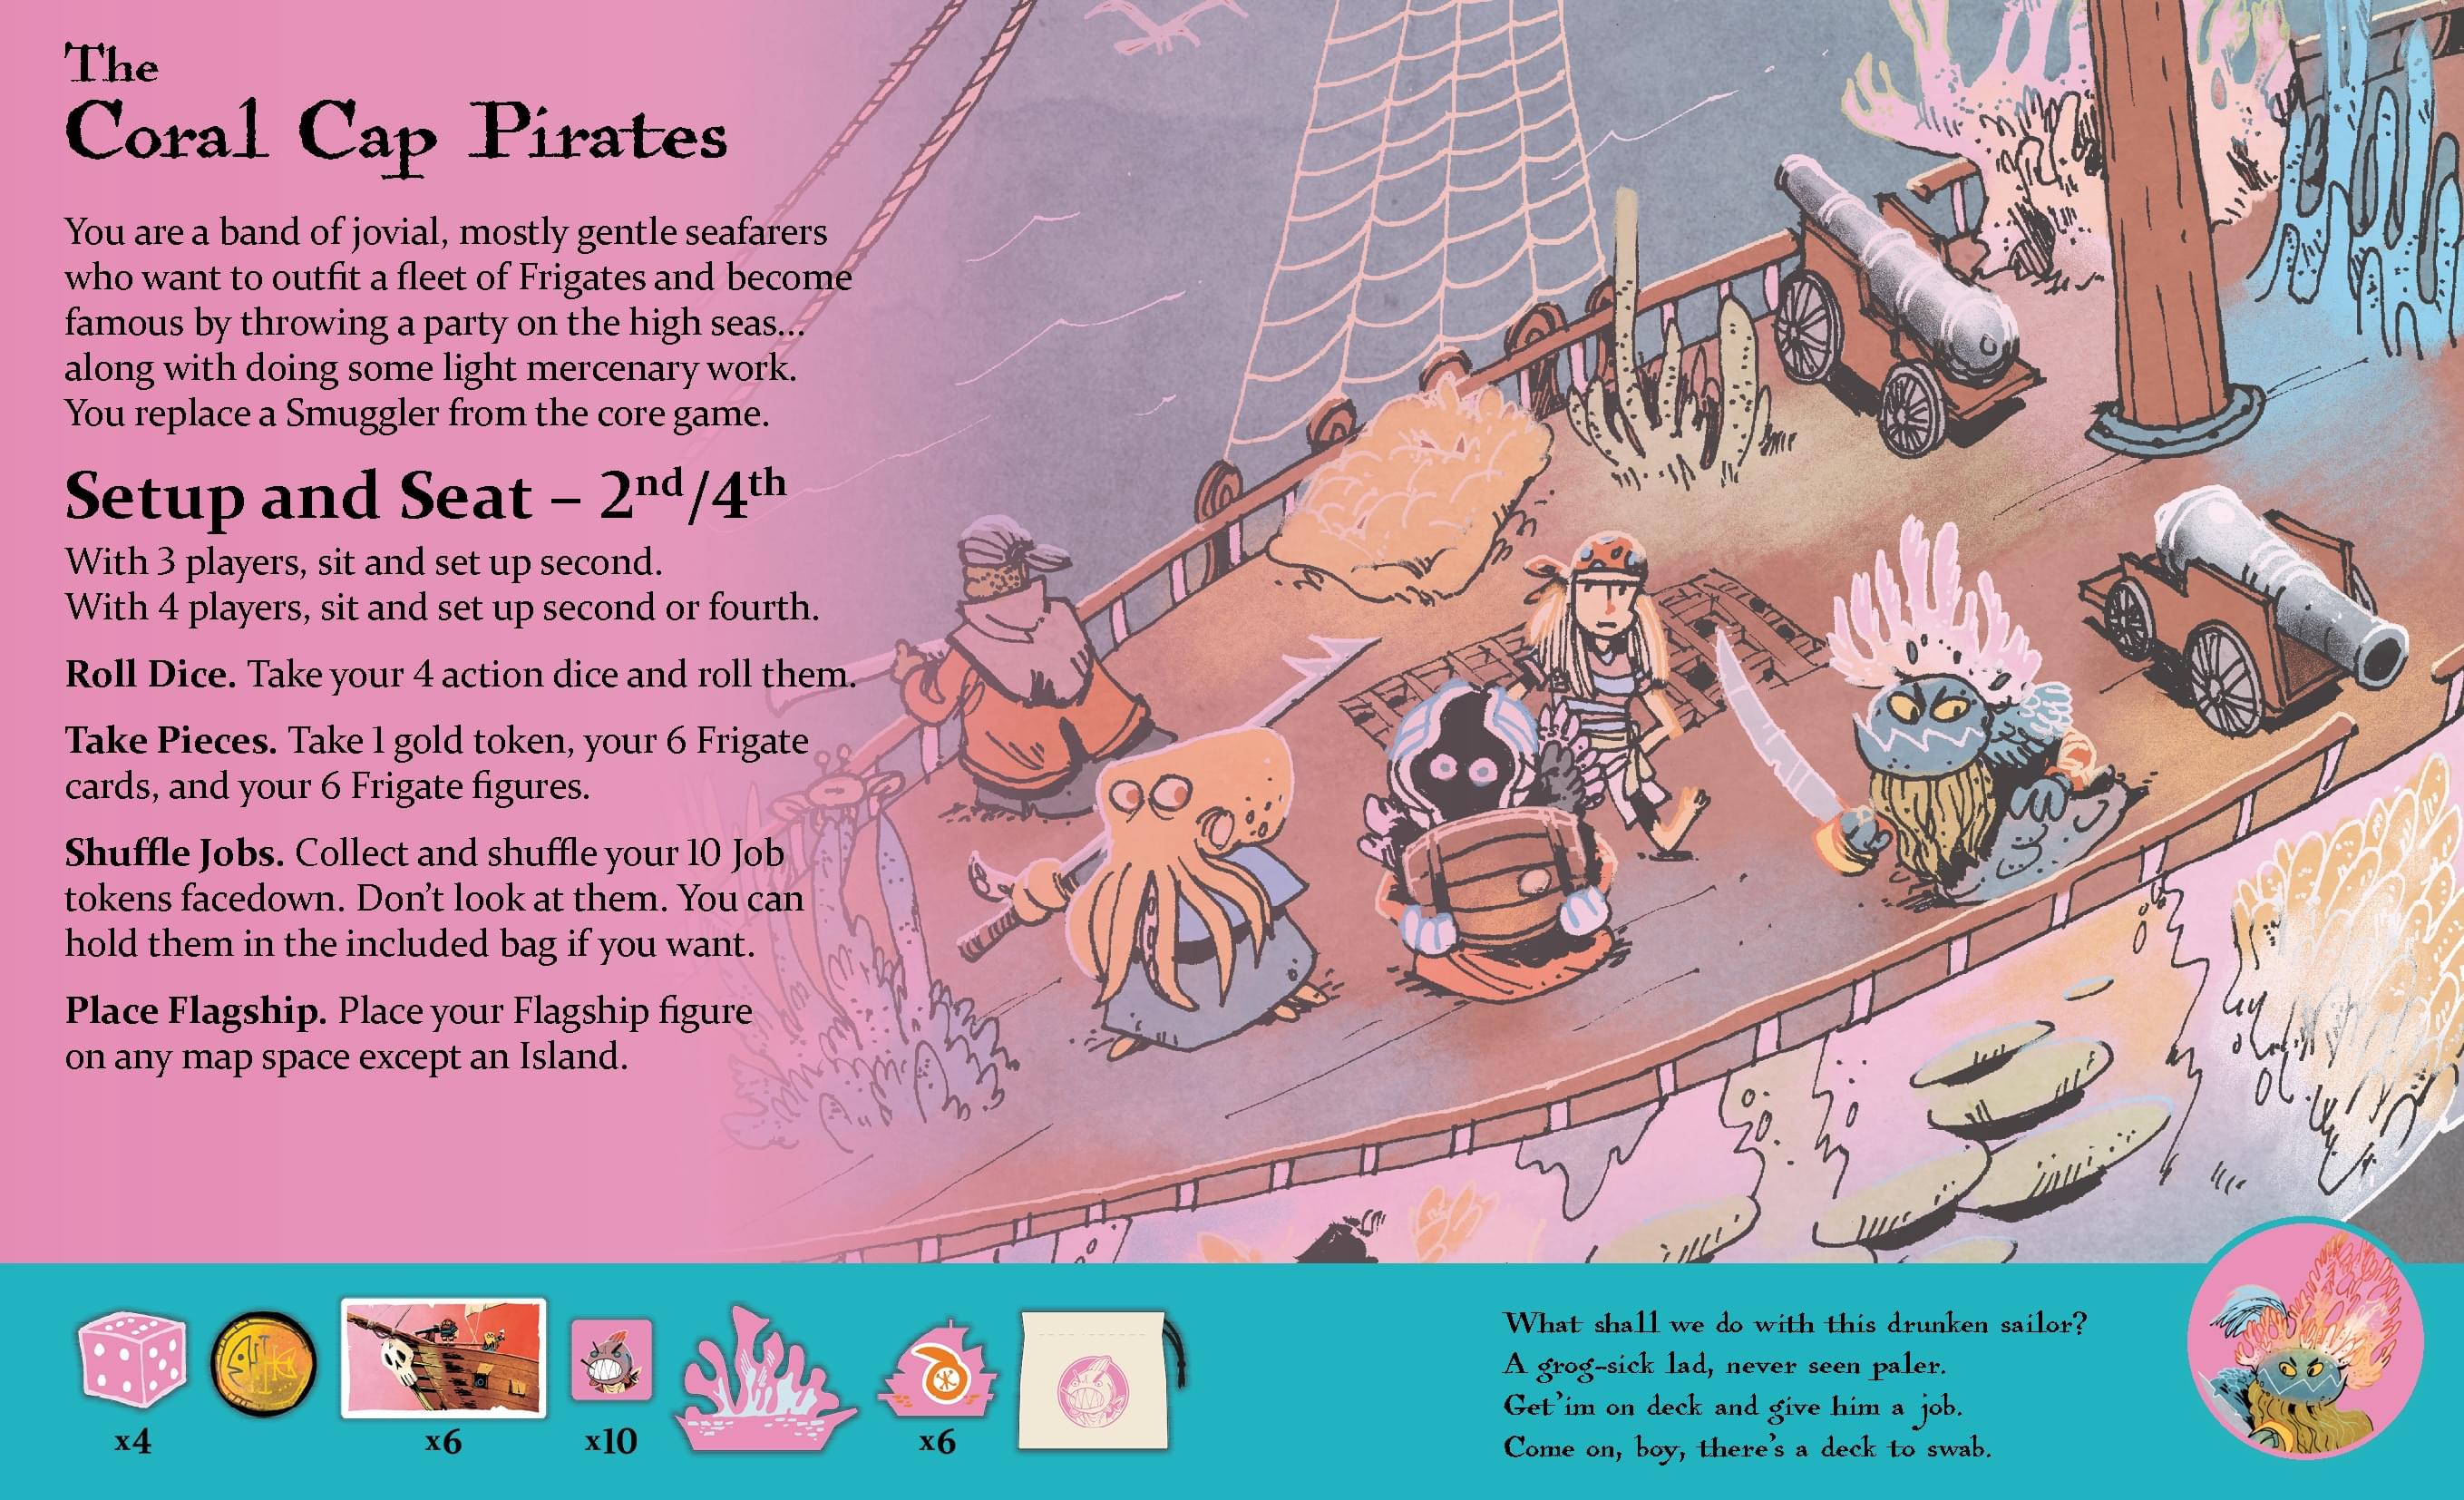 The
Coral Cap Pirates
You are a band of jovial, mostly gentle seafarers
who want to outfit a fleet of Frigates and become
famous by throwing a party on the high seas...
along with doing some light mercenary work.
You replace a Smuggler from the core game.
Setup and Seat – 2nd/4th
With 3 players, sit and set up second.
With 4 players, sit and set up second or fourth.
Roll Dice. Take your 4 action dice and roll them.
Take Pieces. Take 1 gold token, your 6 Frigate
cards, and your 6 Frigate figures.
Shuffle Jobs. Collect and shuffle your 10 Job
tokens facedown. Don’t look at them. You can
hold them in the included bag if you want.
Place Flagship. Place your Flagship figure
on any map space except an Island.
x4
x6
x10
x6
What shall we do with this drunken sailor?
A grog-sick lad, never seen paler.
Get’im on deck and give him a job.
Come on, boy, there’s a deck to swab.